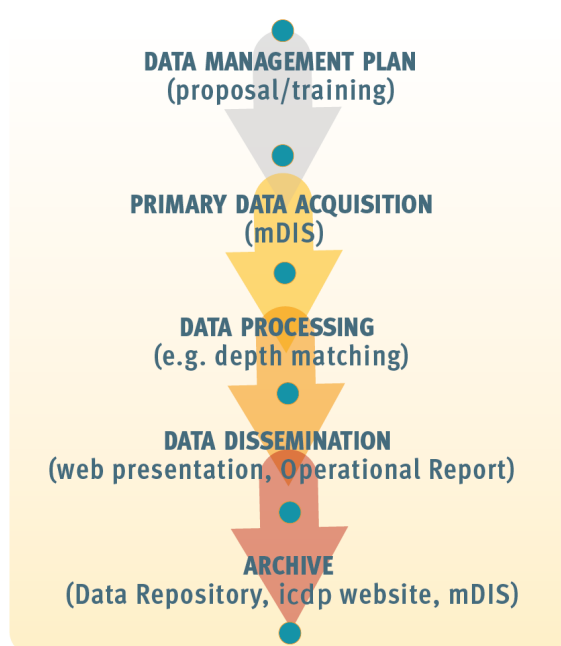 DATA MANAGEMENT PLAN
(proposal/training)
PRIMARY DATA ACQUISITION
(mDIS)
DATA PROCESSING
(e.g. depth matching)
DATA DISSEMINATION
(web presentation, Operational Report)
ARCHIVE
(Data Repository, icdp website, mDIS)